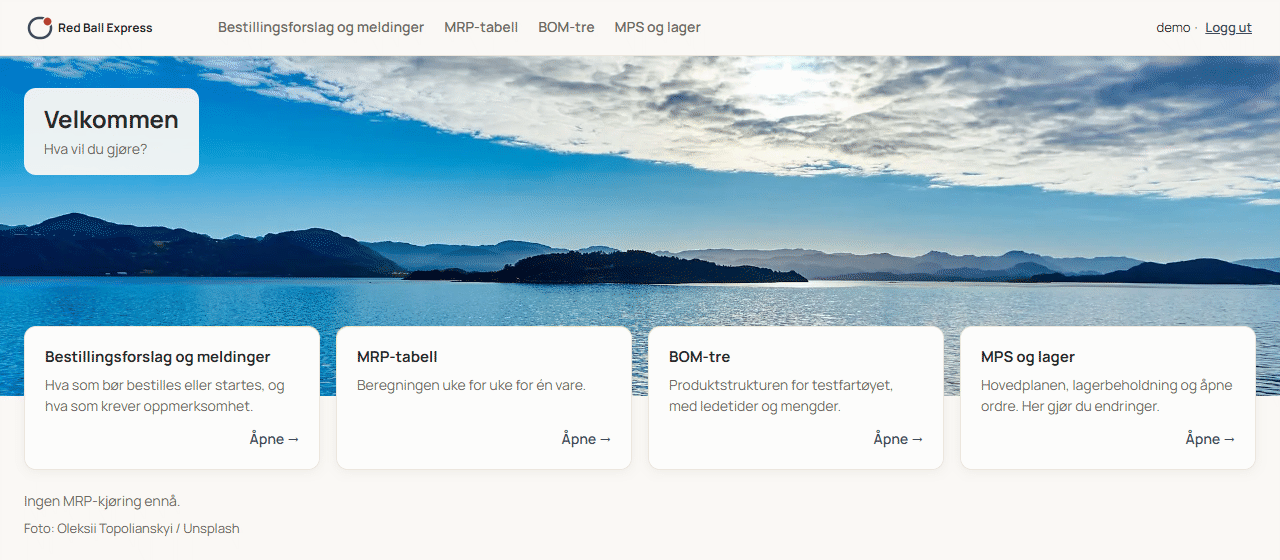 Red Ball Express
Bestillingsforslag og meldinger
MRP-tabell
BOM-tre
MPS og lager
demo · Logg ut
Velkommen
Hva vil du gjøre?
Bestillingsforslag og meldinger
Hva som bør bestilles eller startes, og
hva som krever oppmerksomhet.
Åpne →
MRP-tabell
Beregningen uke for uke for én vare.
Åpne →
BOM-tre
Produktstrukturen for testfartøyet,
med ledetider og mengder.
Åpne →
MPS og lager
Hovedplanen, lagerbeholdning og åpne
ordre. Her gjør du endringer.
Åpne →
Ingen MRP-kjøring ennå.
Foto: Oleksii Topolianskyi / Unsplash